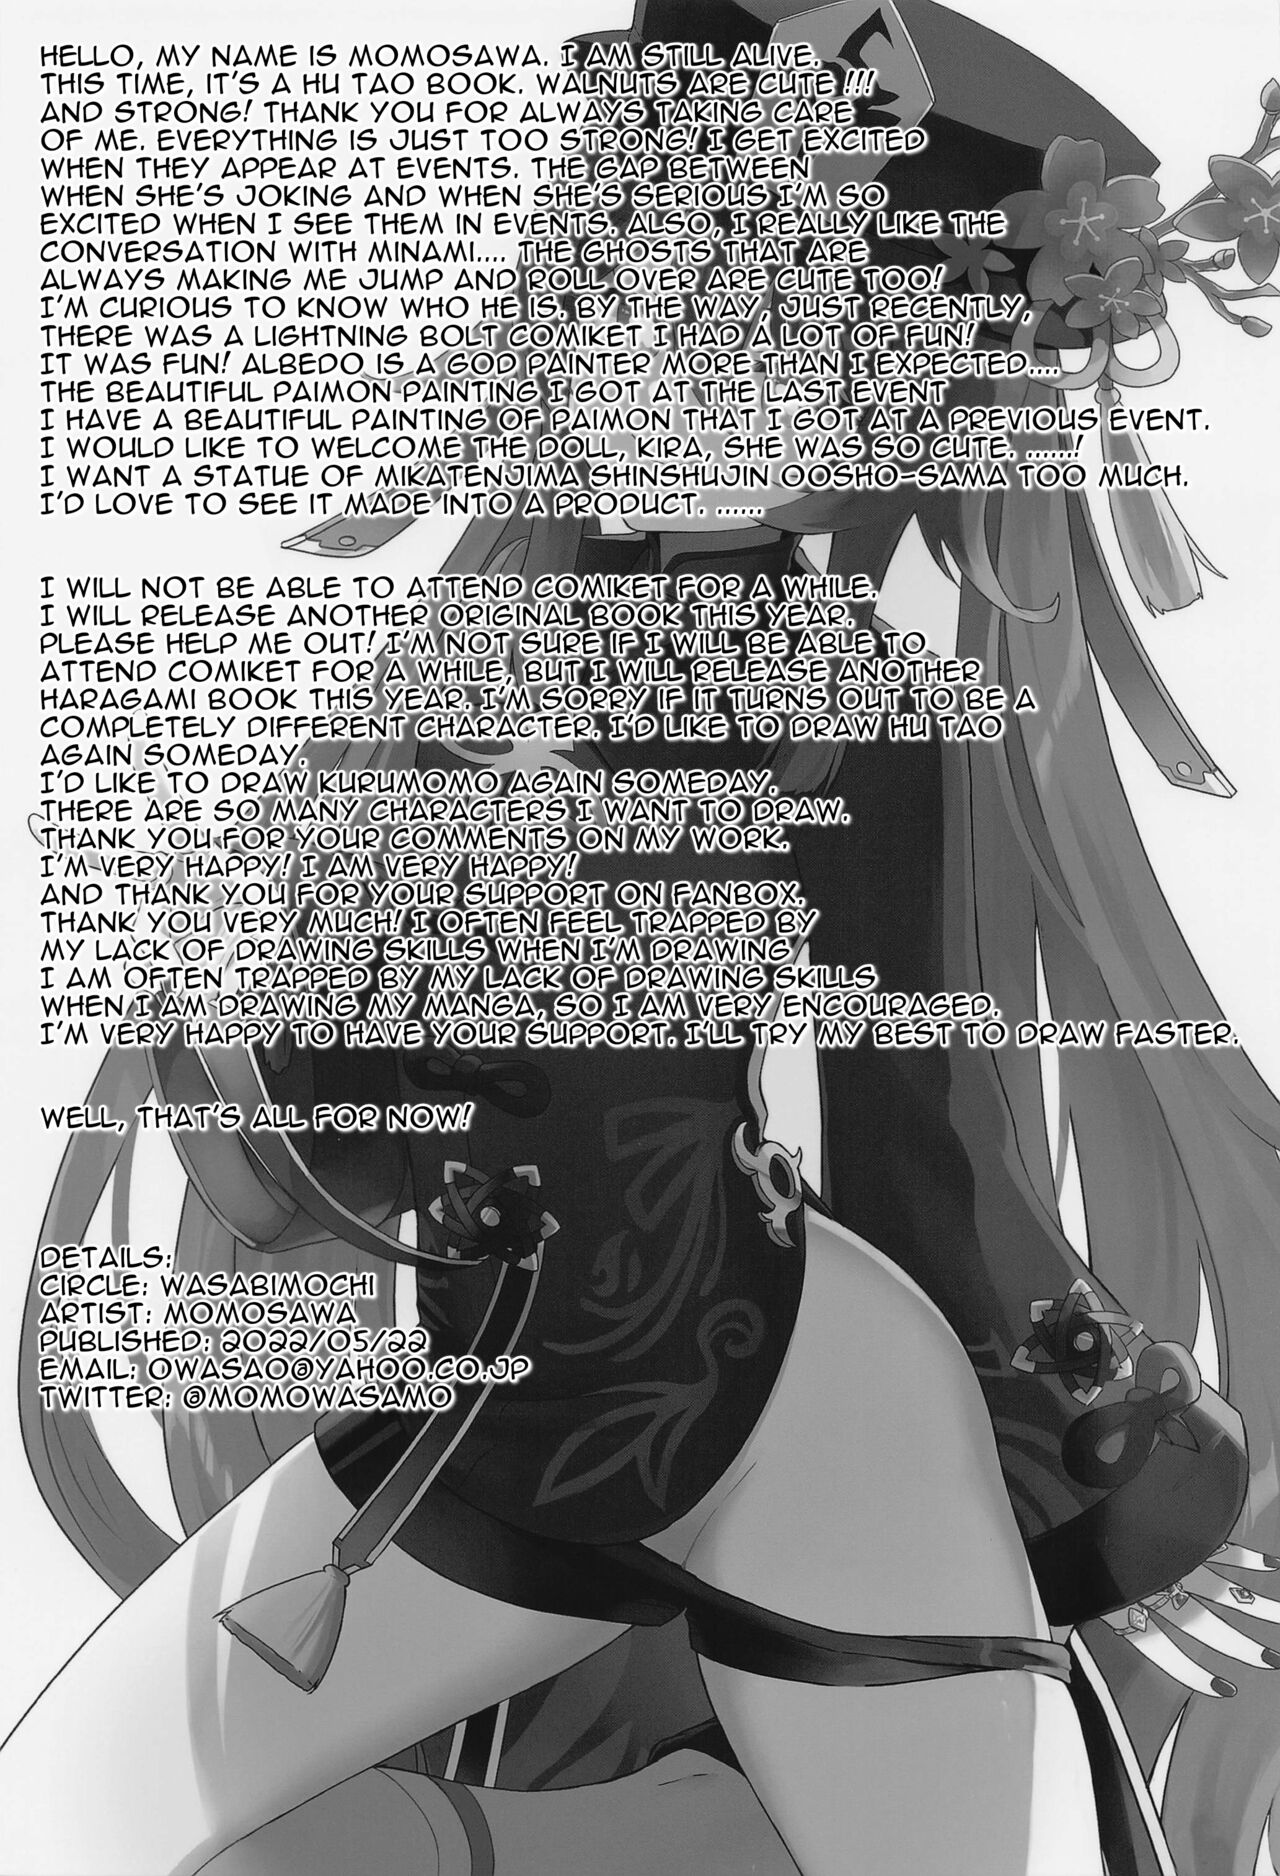 HELLO, MY NAME IS MOMOSAWA. I AM STILL ALIVE.
THIS TIME, IT'S A HU TAO BOOK. WALNUTS ARE CUTE !!!
AND STRONG! THANK YOU FOR ALWAYS TAKING CARE
OF ME. EVERYTHING IS JUST TOO STRONG! I GET EXCITED
WHEN THEY APPEAR AT EVENTS. THE GAP BETWEEN
WHEN SHE'S JOKING AND WHEN SHE'S SERIOUS I'M SO
EXCITED WHEN I SEE THEM IN EVENTS. ALSO, I REALLY LIKE THE
CONVERSATION WITH MINAMI.... THE GHOSTS THAT ARE
ALWAYS MAKING ME JUMP AND ROLL OVER ARE CUTE TOO!
I'M CURIOUS TO KNOW WHO HE IS. BY THE WAY, JUST RECENTLY,
THERE WAS A LIGHTNING BOLT COMIKET I HAD A LOT OF FUN!
IT WAS FUN! ALBEDO IS A GOD PAINTER MORE THAN I EXPECTED....
THE BEAUTIFUL PAIMON PAINTING I GOT AT THE LAST EVENT
I HAVE A BEAUTIFUL PAINTING OF PAIMON THAT I GOT AT A PREVIOUS EVENT.
I WOULD LIKE TO WELCOME THE DOLL, KIRA, SHE WAS SO CUTE. ......!
I WANT A STATUE OF MIKATENJIMA SHINSHUJIN OOSHO-SAMA TOO MUCH.
I'D LOVE TO SEE IT MADE INTO A PRODUCT. ......
I WILL NOT BE ABLE TO ATTEND COMIKET FOR A WHILE.
I WILL RELEASE ANOTHER ORIGINAL BOOK THIS YEAR.
PLEASE HELP ME OUT! I'M NOT SURE IF I WILL BE ABLE TO
ATTEND COMIKET FOR A WHILE, BUT I WILL RELEASE ANOTHER
HARAGAMI BOOK THIS YEAR. I'M SORRY IF IT TURNS OUT TO BE A
COMPLETELY DIFFERENT CHARACTER. I'D LIKE TO DRAW HU TAO
AGAIN SOMEDAY.
I'D LIKE TO DRAW KURUMOMO AGAIN SOMEDAY.
THERE ARE SO MANY CHARACTERS I WANT TO DRAW.
THANK YOU FOR YOUR COMMENTS ON MY WORK.
I'M VERY HAPPY! I AM VERY HAPPY!
AND THANK YOU FOR YOUR SUPPORT ON FANBOX.
THANK YOU VERY MUCH! I OFTEN FEEL TRAPPED BY
MY LACK OF DRAWING SKILLS WHEN I'M DRAWING
I AM OFTEN TRAPPED BY MY LACK OF DRAWING SKILLS
WHEN I AM DRAWING MY MANGA, SO I AM VERY ENCOURAGED.
I'M VERY HAPPY TO HAVE YOUR SUPPORT. I'LL TRY MY BEST TO DRAW FASTER.
WELL, THAT'S ALL FOR NOW!
DETAILS:
CIRCLE: WASABIMOCHI
ARTIST: MOMOSAWA
PUBLISHED: 2022/05/22
EMAIL: OWASAO@YAHOO.CO.JP
TWITTER: @MOMOWASAMO